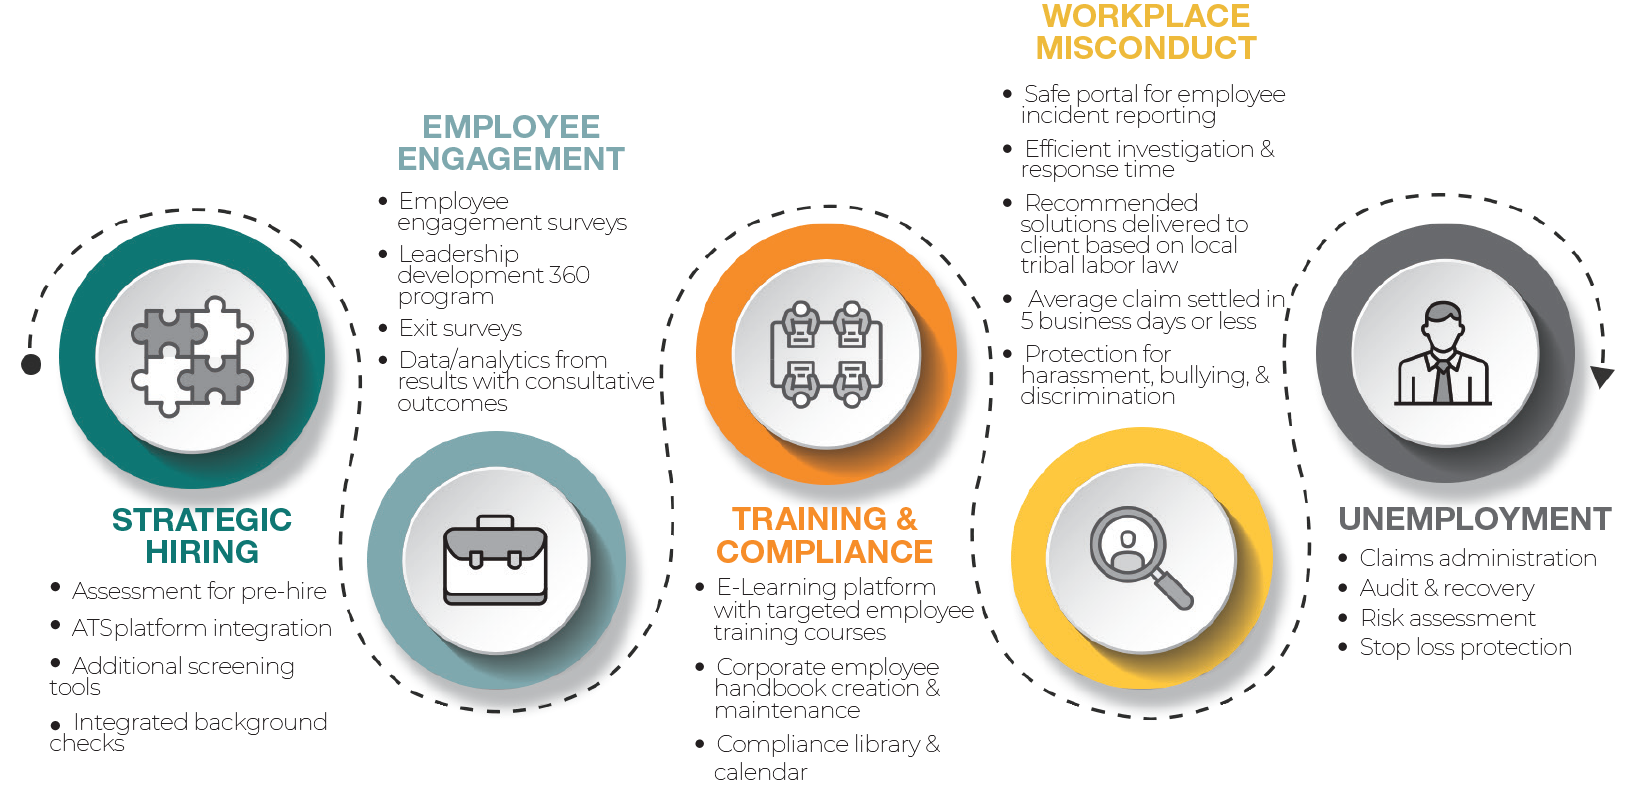 STRATEGIC
HIRING
• Assessment for pre-hire
• ATS platform integration
• Additional screening
tools
• Integrated background
checks
EMPLOYEE
ENGAGEMENT
• Employee
engagement surveys
• Leadership
development 360
program
• Exit surveys
• Data/analytics from
results with consultative
outcomes
TRAINING &
COMPLIANCE
• E-Learning platform
with targeted employee
training courses
• Corporate employee
handbook creation &
maintenance
• Compliance library &
calendar
WORKPLACE
MISCONDUCT
• Safe portal for employee
incident reporting
• Efficient investigation &
response time
• Recommended
solutions delivered to
client based on local
tribal labor law
• Average claim settled in
5 business days or less
• Protection for
harassment, bullying, &
discrimination
UNEMPLOYMENT
• Claims administration
• Audit & recovery
• Risk assessment
• Stop loss protection